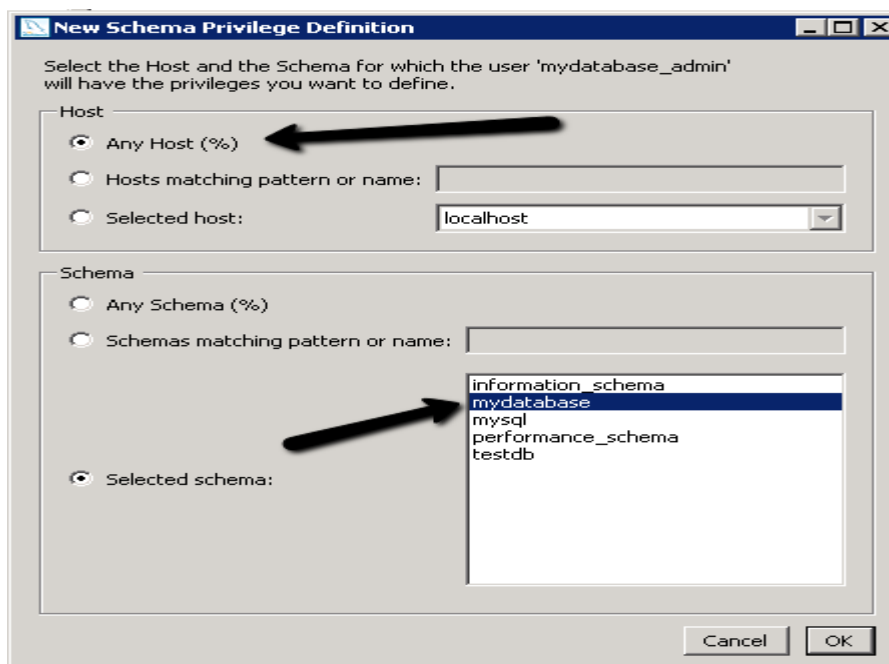 New Schema Privilege Definition
Select the Host and the Schema for which the user 'mydatabase_admin'
will have the privileges you want to define.
Host
Any Host (%)
Hosts matching pattern or name:
Selected host:
localhost
Schema
Any Schema (%)
Schemas matching pattern or name:
information_schema
mydatabase
mysql
performance_schema
testdb
Selected schema:
Cancel
OK